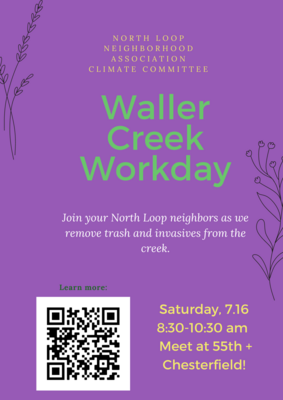 NORTH LOOP
NEIGHBORHOOD
ASSOCIATION
CLIMATE COMMITTEE
Waller
Creek
Workday
Join your North Loop neighbors as we
remove trash and invasives from the
creek.
Learn more:
Saturday, 7.16
8:30-10:30 am
Meet at 55th +
Chesterfield!